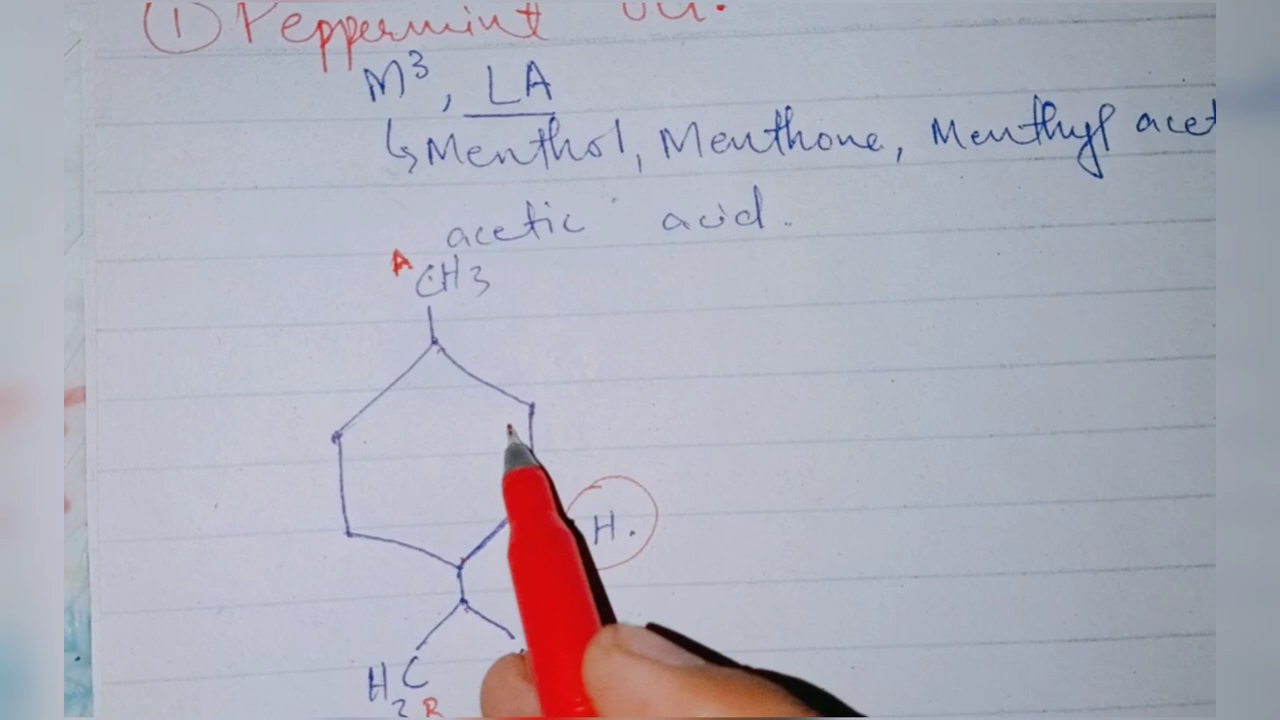 ① Peppermint Oil.
M³, LA
↳ Menthol, Menthone, Menthyl acet
acetic acid.
A
CH3
H.
H2C
R